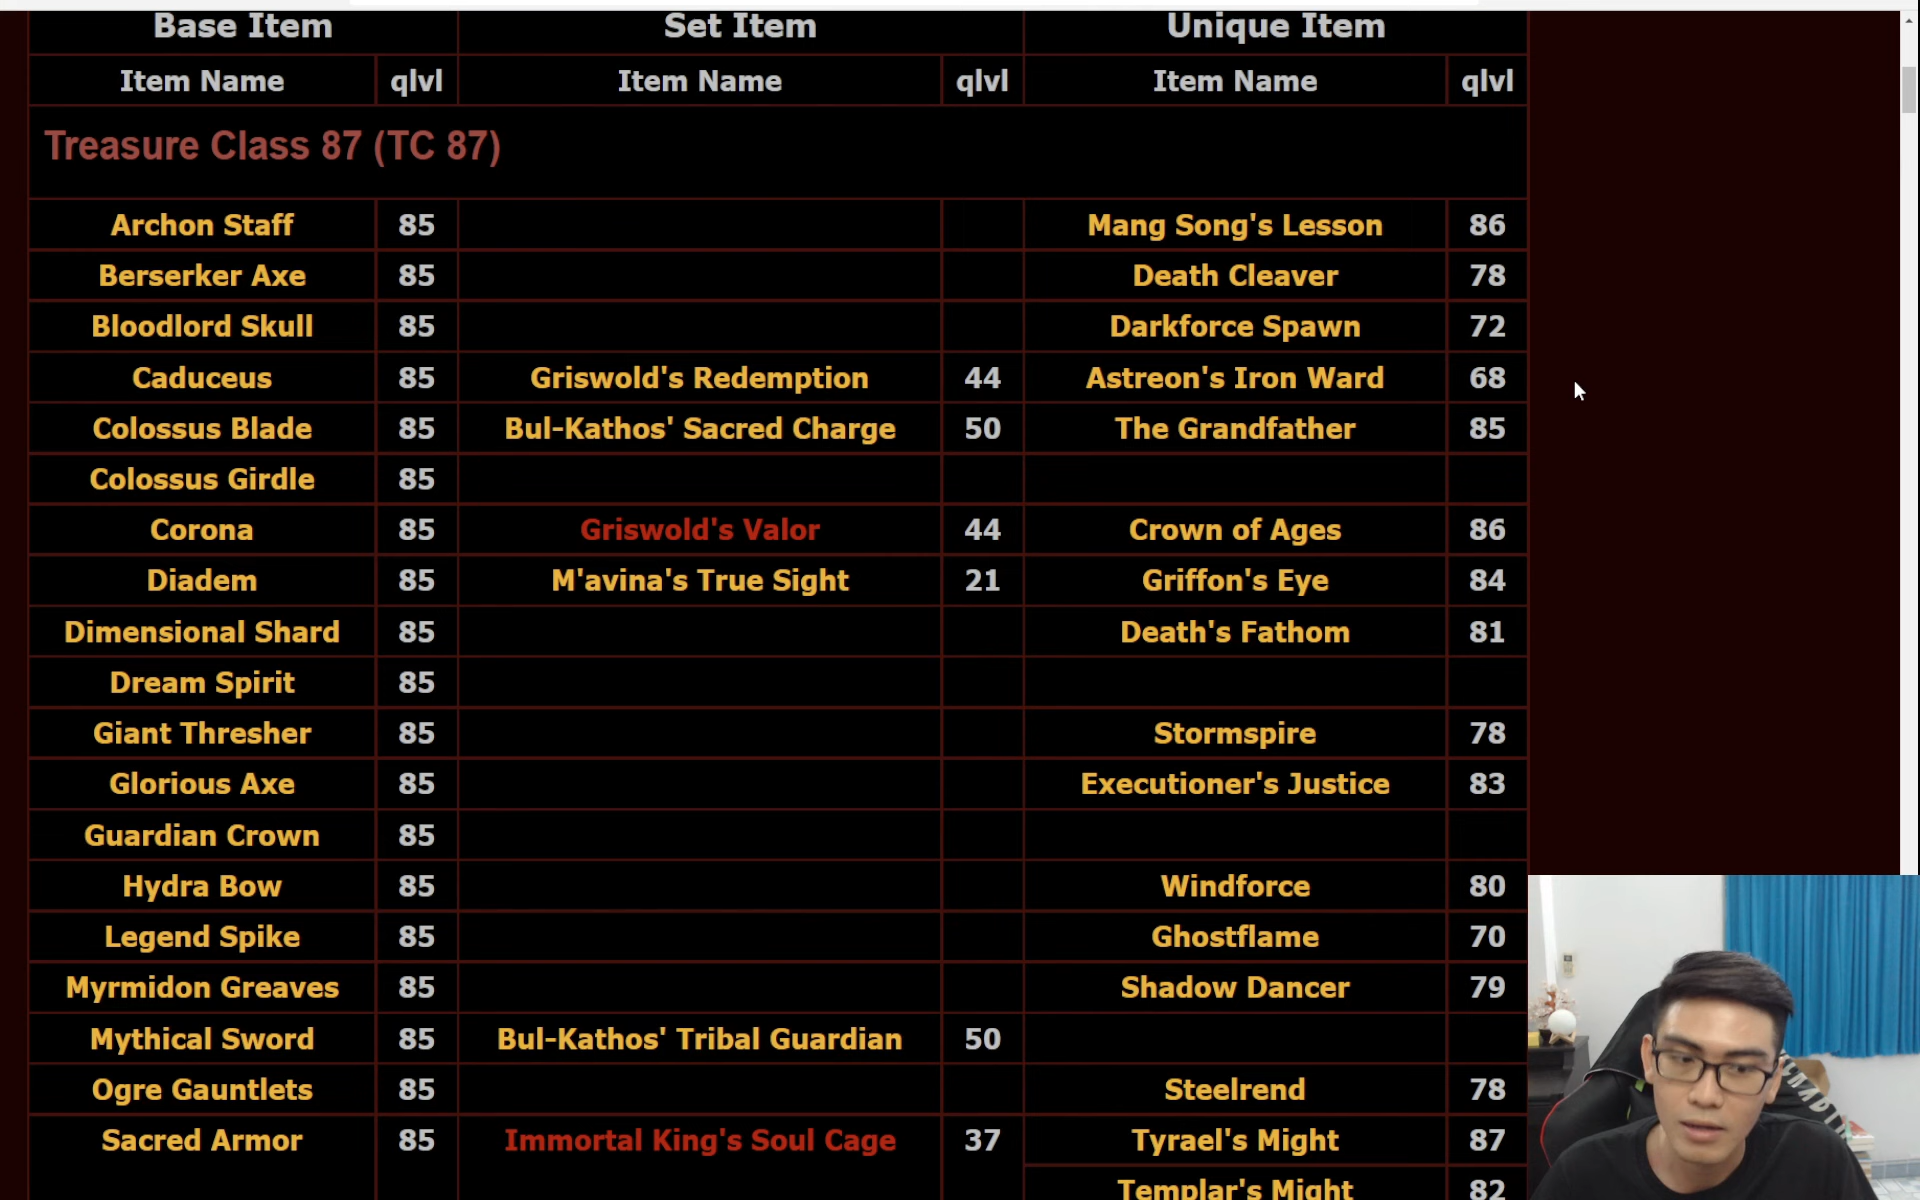 Base Item Set Item Unique Item
Item Name qlvl Item Name qlvl Item Name qlvl
Treasure Class 87 (TC 87)
Archon Staff 85 Mang Song's Lesson 86
Berserker Axe 85 Death Cleaver 78
Bloodlord Skull 85 Darkforce Spawn 72
Caduceus 85 Griswold's Redemption 44 Astreon's Iron Ward 68
Colossus Blade 85 Bul-Kathos' Sacred Charge 50 The Grandfather 85
Colossus Girdle 85
Corona 85 Griswold's Valor 44 Crown of Ages 86
Diadem 85 M'avina's True Sight 21 Griffon's Eye 84
Dimensional Shard 85 Death's Fathom 81
Dream Spirit 85
Giant Thresher 85 Stormspire 78
Glorious Axe 85 Executioner's Justice 83
Guardian Crown 85
Hydra Bow 85 Windforce 80
Legend Spike 85 Ghostflame 70
Myrmidon Greaves 85 Shadow Dancer 79
Mythical Sword 85 Bul-Kathos' Tribal Guardian 50
Ogre Gauntlets 85 Steelrend 78
Sacred Armor 85 Immortal King's Soul Cage 37 Tyrael's Might 87
Templar's Might 82